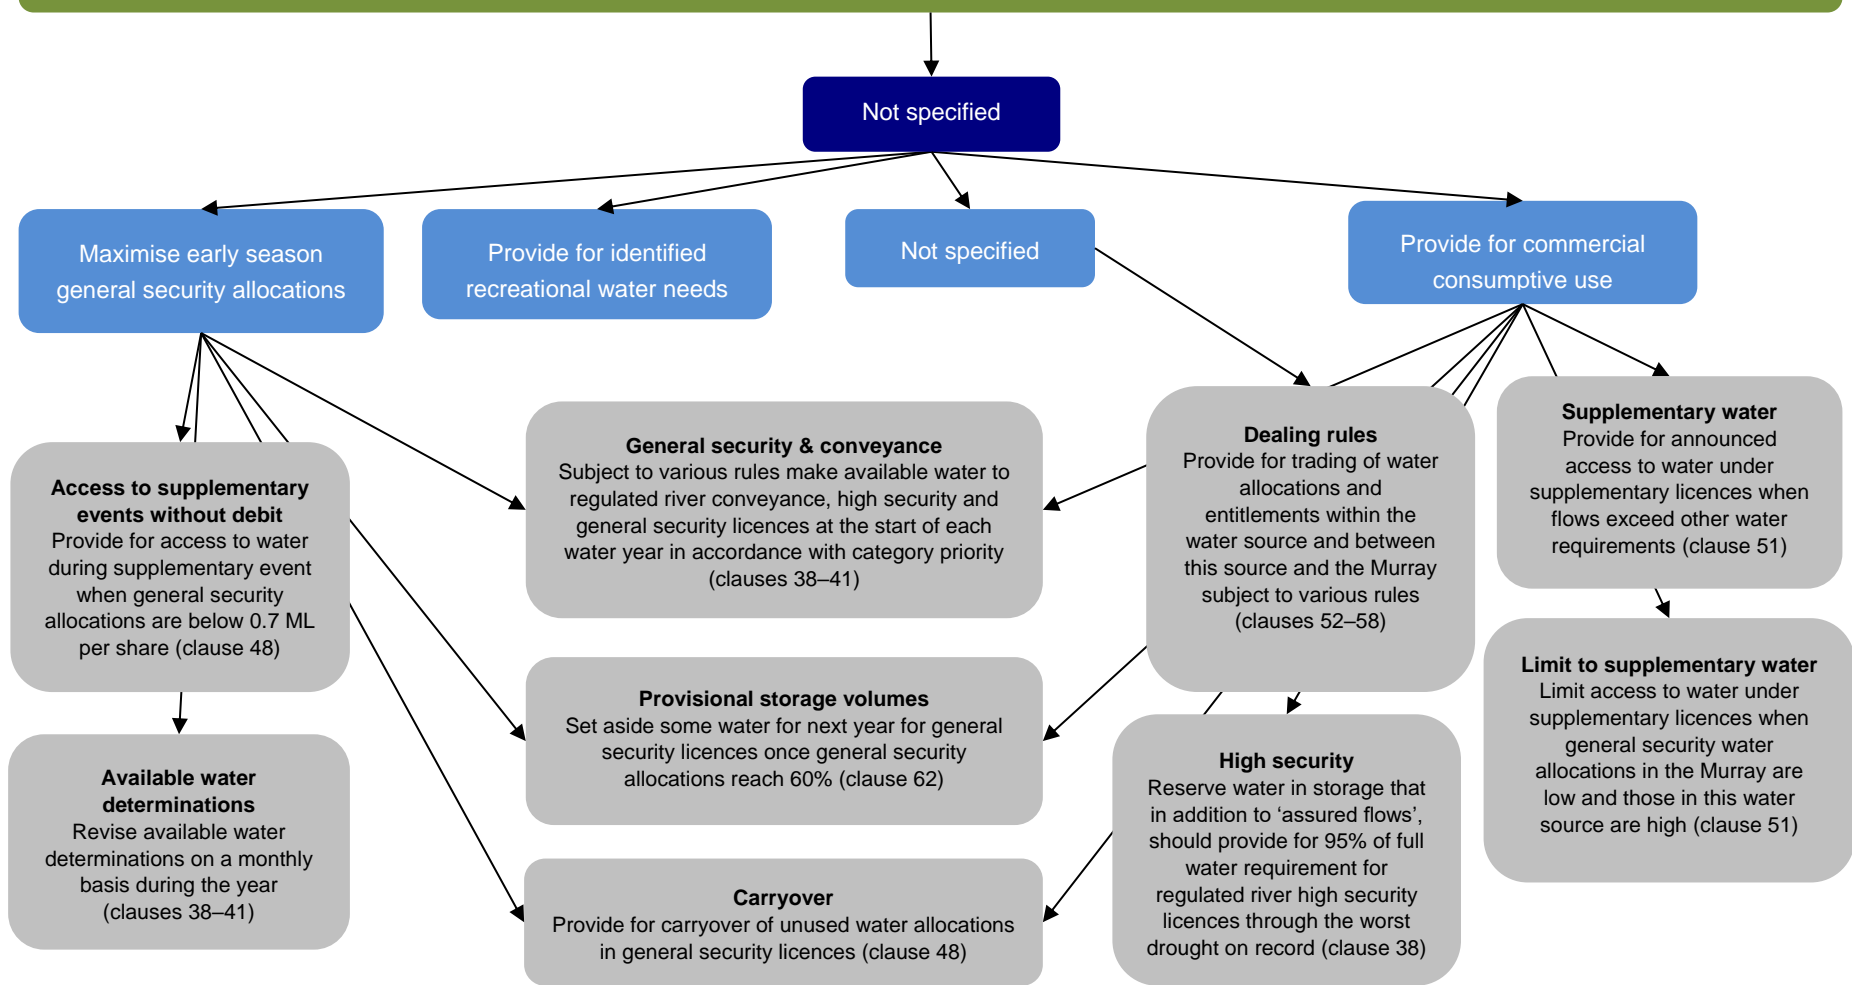 Not specified
Maximise early season
general security allocations
Provide for identified
recreational water needs
Not specified
Provide for commercial
consumptive use
Access to supplementary
events without debit
Provide for access to water
during supplementary event
when general security
allocations are below 0.7 ML
per share (clause 48)
General security & conveyance
Subject to various rules make available water to
regulated river conveyance, high security and
general security licences at the start of each
water year in accordance with category priority
(clauses 38–41)
Dealing rules
Provide for trading of water
allocations and
entitlements within the
water source and between
this source and the Murray
subject to various rules
(clauses 52–58)
Supplementary water
Provide for announced
access to water under
supplementary licences when
flows exceed other water
requirements (clause 51)
Available water
determinations
Revise available water
determinations on a monthly
basis during the year
(clauses 38–41)
Provisional storage volumes
Set aside some water for next year for general
security licences once general security
allocations reach 60% (clause 62)
Carryover
Provide for carryover of unused water allocations
in general security licences (clause 48)
High security
Reserve water in storage that
in addition to ‘assured flows’,
should provide for 95% of full
water requirement for
regulated river high security
licences through the worst
drought on record (clause 38)
Limit to supplementary water
Limit access to water under
supplementary licences when
general security water
allocations in the Murray are
low and those in this water
source are high (clause 51)